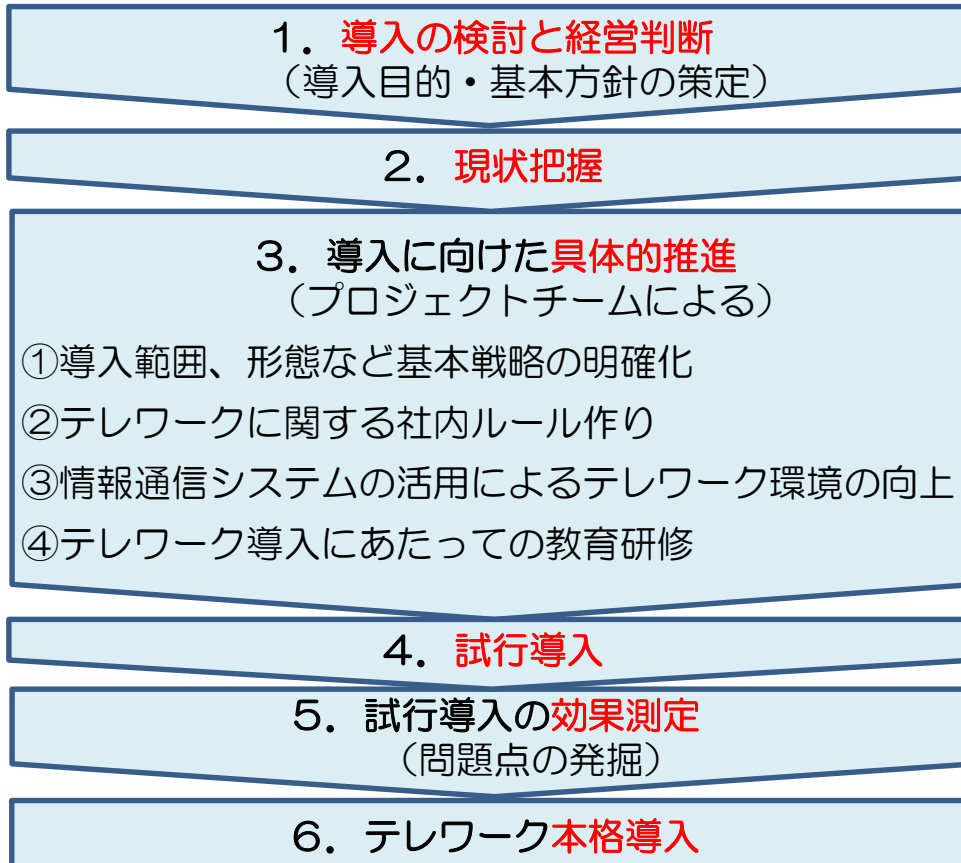 １．導入の検討と経営判断
（導入目的・基本方針の策定）
２．現状把握
３．導入に向けた具体的推進
（プロジェクトチームによる）
①導入範囲、形態など基本戦略の明確化
②テレワークに関する社内ルール作り
③情報通信システムの活用によるテレワーク環境の向上
④テレワーク導入にあたっての教育研修
４．試行導入
５．試行導入の効果測定
（問題点の発掘）
６．テレワーク本格導入